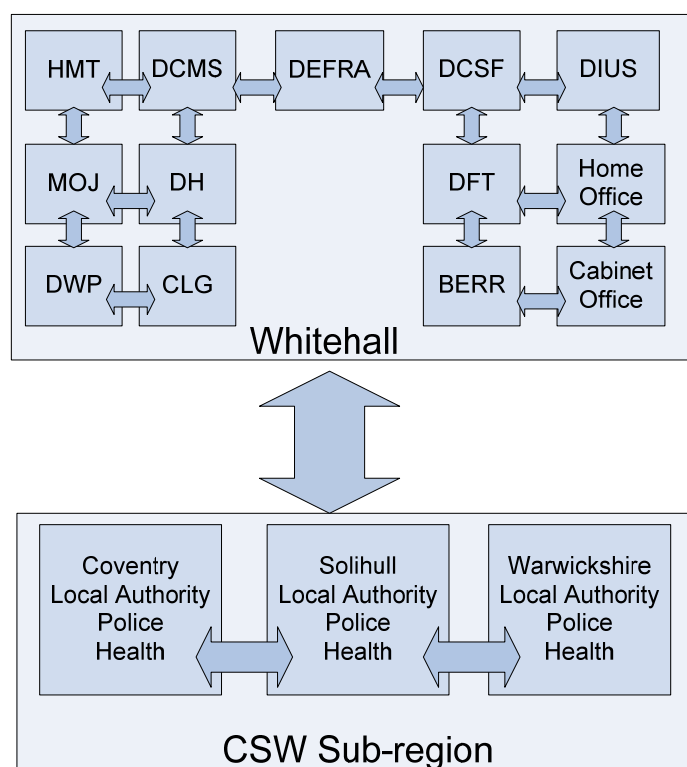 HMT
DCMS
DEFRA
DCSF
DIUS
MOJ
DH
DFT
Home
Office
DWP
CLG
BERR
Cabinet
Office
Whitehall
Coventry
Local Authority
Police
Health
Solihull
Local Authority
Police
Health
Warwickshire
Local Authority
Police
Health
CSW Sub-region